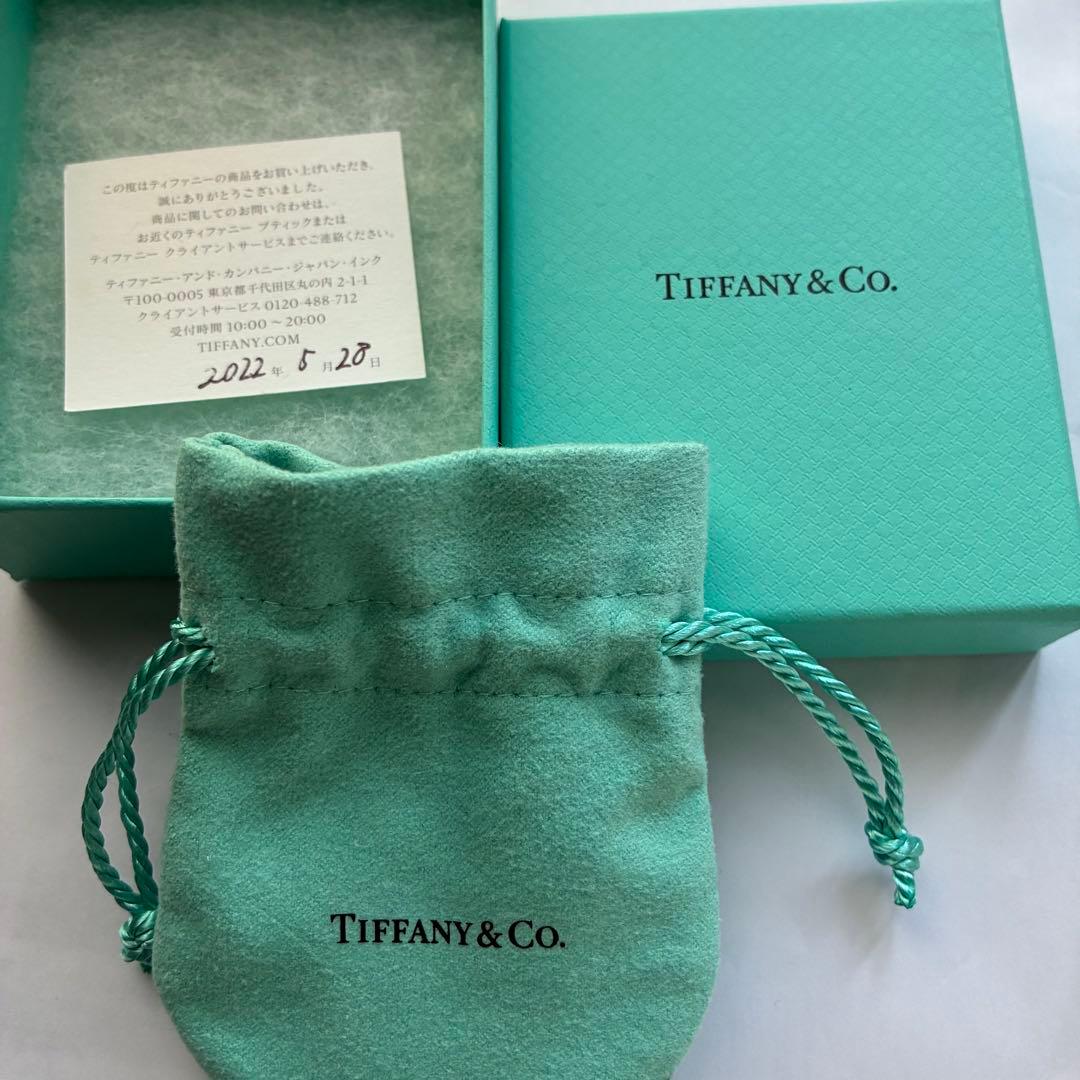 この度はティファニーの商品をお買い上げいただき、
誠にありがとうございました。
商品に関してのお問い合わせは、
お近くのティファニー ブティックまたは
ティファニー クライアントサービスまでご連絡ください。
ティファニー・アンド・カンパニー・ジャパン・インク
〒100-0005 東京都千代田区丸の内 2-1-1
クライアントサービス 0120-488-712
受付時間 10:00 〜 20:00
TIFFANY.COM
2022年 5月28日
TIFFANY & CO.
TIFFANY & CO.